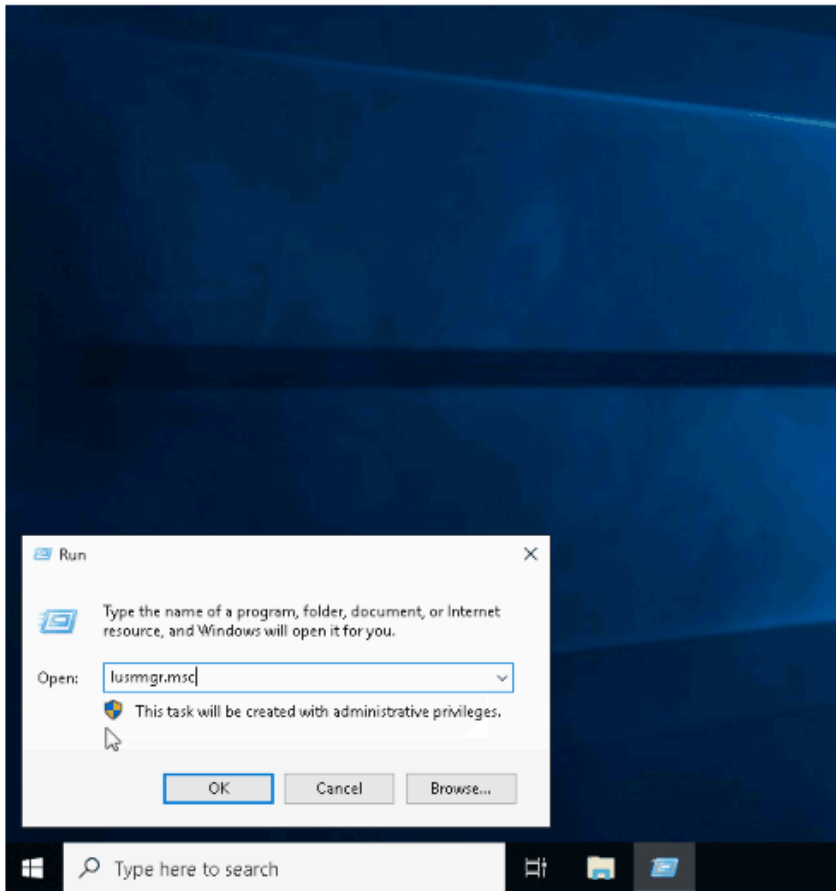 Run
Type the name of a program, folder, document, or Internet
resource, and Windows will open it for you.
Open:
lusrmgr.msc
This task will be created with administrative privileges.
OK
Cancel
Browse...
Type here to search